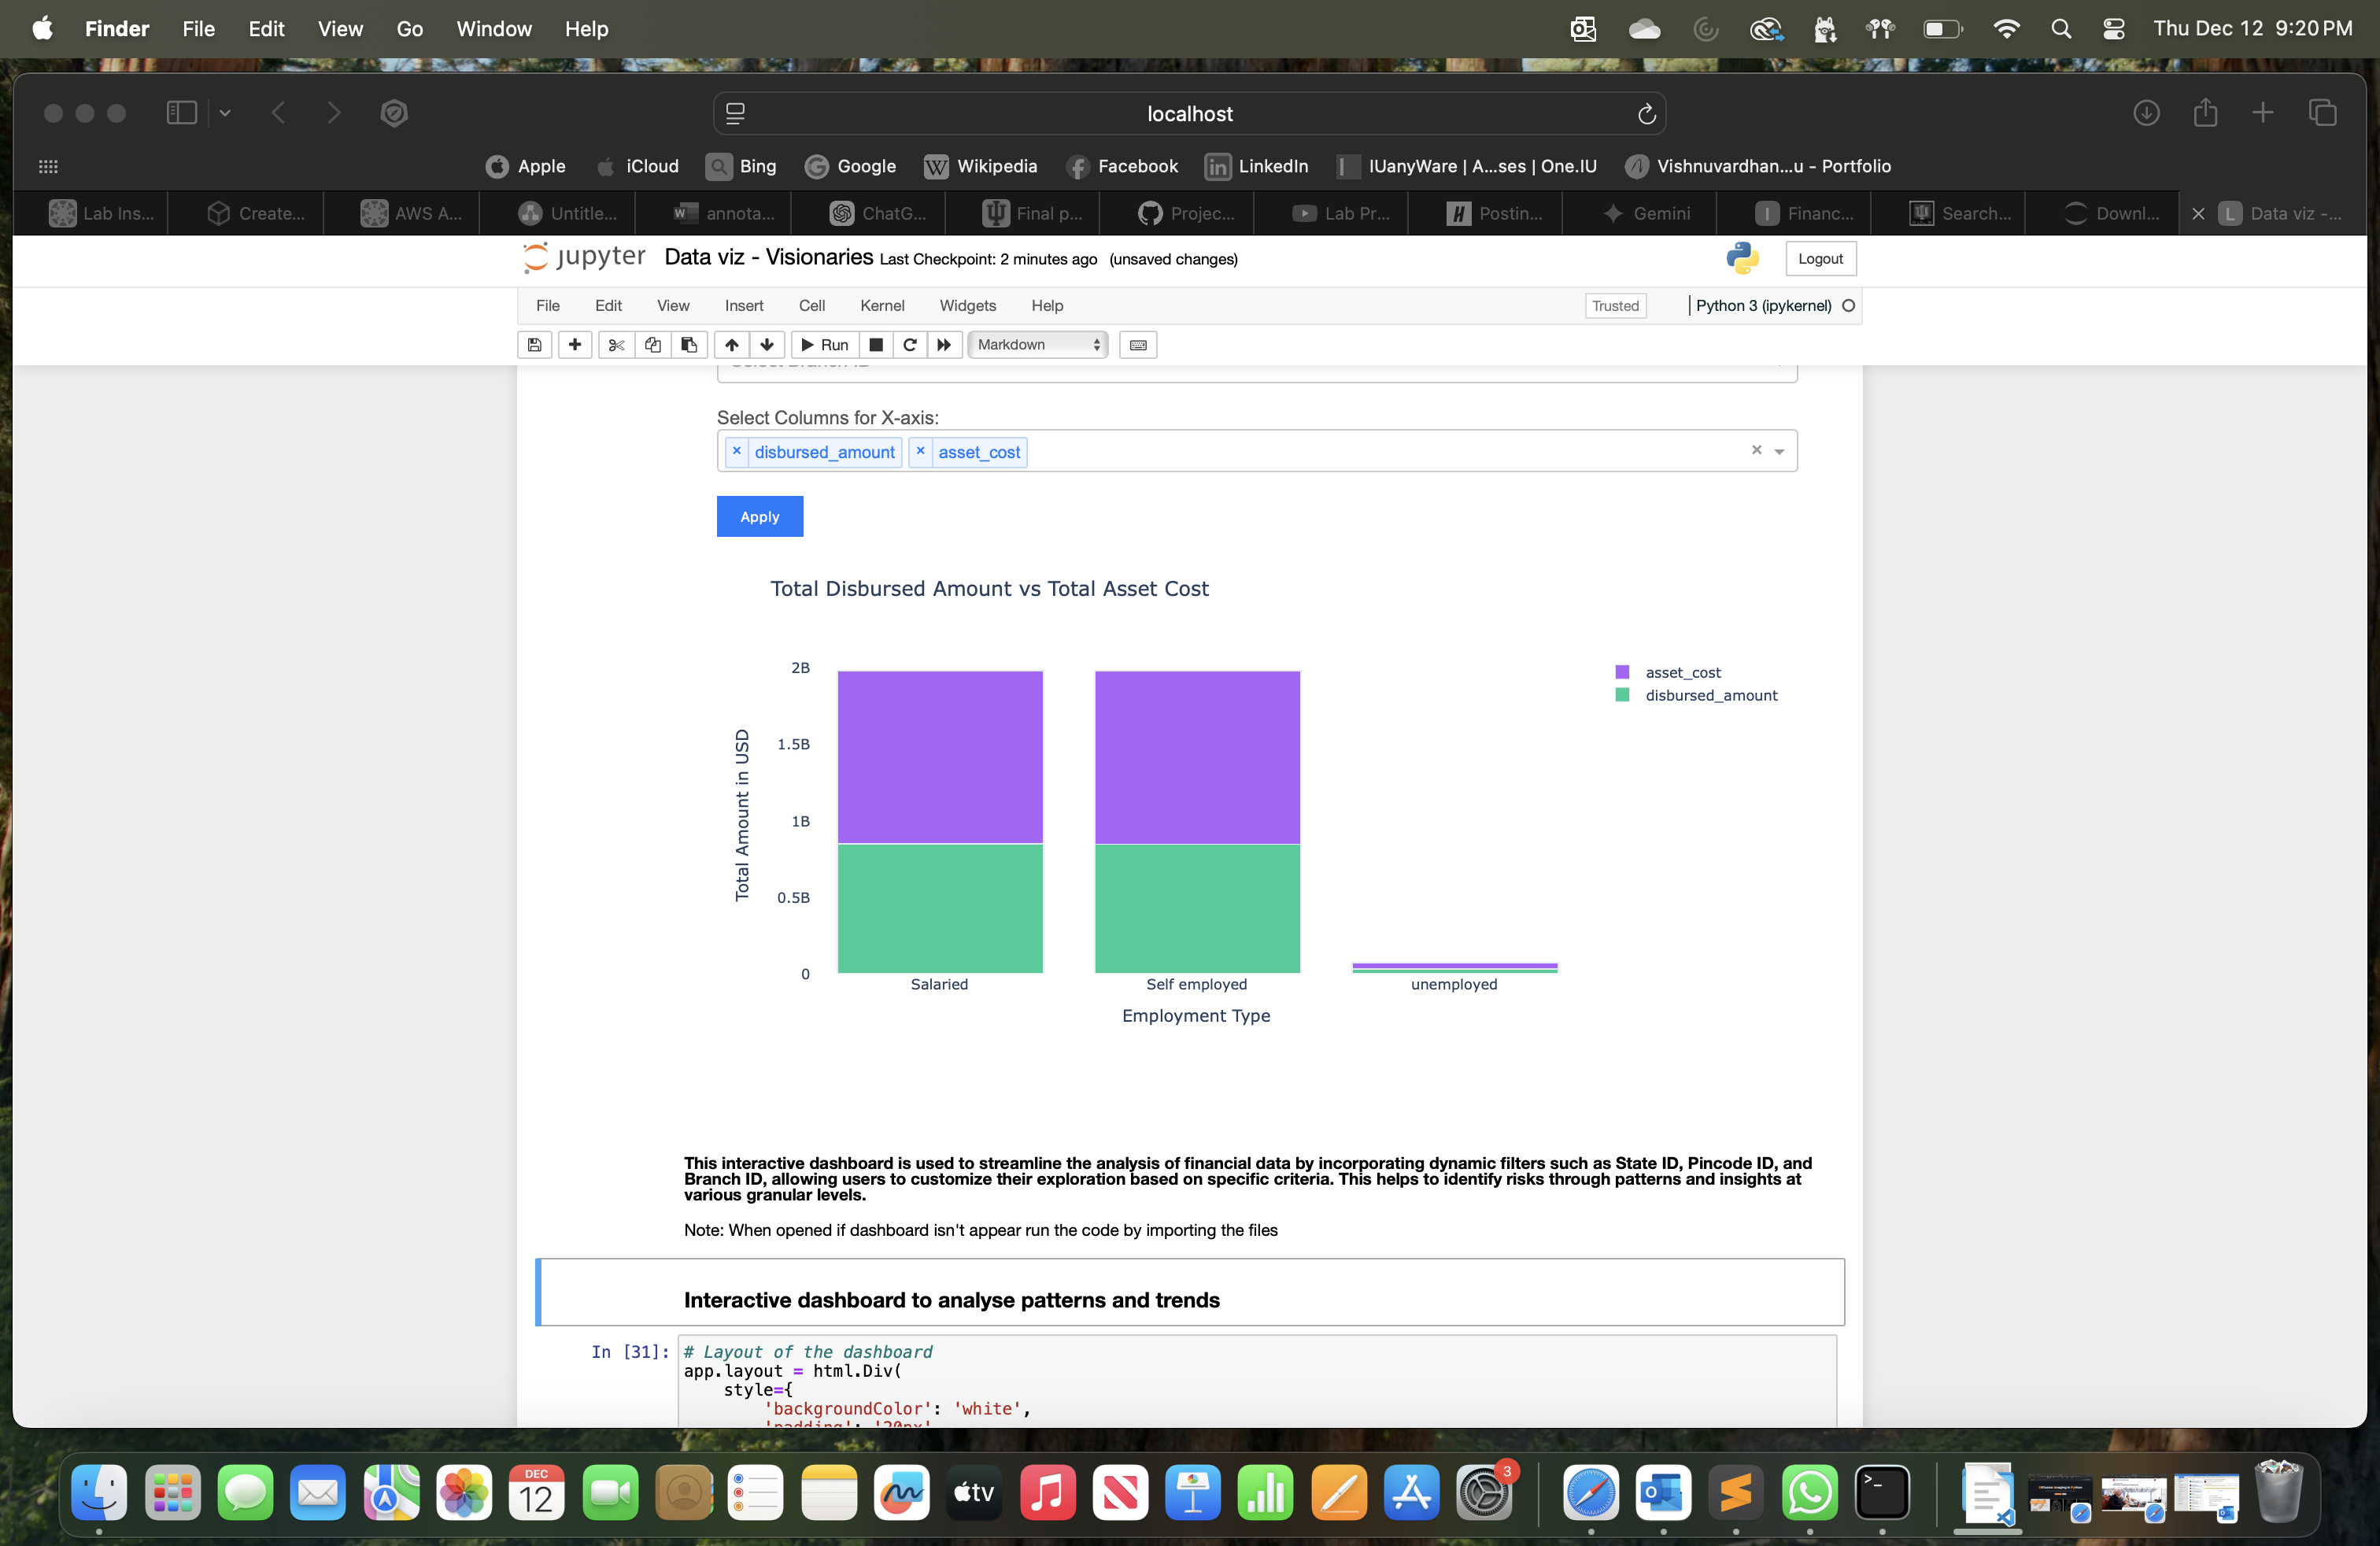 Finder File Edit View Go Window Help Thu Dec 12 9:20 PM
localhost
Apple iCloud Bing Google Wikipedia Facebook LinkedIn IUanyWare | A...ses | One.IU Vishnuvardhan...u - Portfolio
Lab Ins... Create... AWS A... Untitle... annota... ChatG... Final p... Projec... Lab Pr... Postin... Gemini Financ... Search... Downl... Data viz -...
jupyter Data viz - Visionaries Last Checkpoint: 2 minutes ago (unsaved changes) Logout
File Edit View Insert Cell Kernel Widgets Help Trusted Python 3 (ipykernel)
Run Markdown
Select Columns for X-axis:
× disbursed_amount × asset_cost ×
Apply
Total Disbursed Amount vs Total Asset Cost
2B
1.5B
1B
0.5B
0
Total Amount in USD
asset_cost
disbursed_amount
Salaried Self employed unemployed
Employment Type
This interactive dashboard is used to streamline the analysis of financial data by incorporating dynamic filters such as State ID, Pincode ID, and
Branch ID, allowing users to customize their exploration based on specific criteria. This helps to identify risks through patterns and insights at
various granular levels.
Note: When opened if dashboard isn't appear run the code by importing the files
Interactive dashboard to analyse patterns and trends
In [31]: # Layout of the dashboard
app.layout = html.Div(
style={
'backgroundColor': 'white',
DEC
12
tv
3